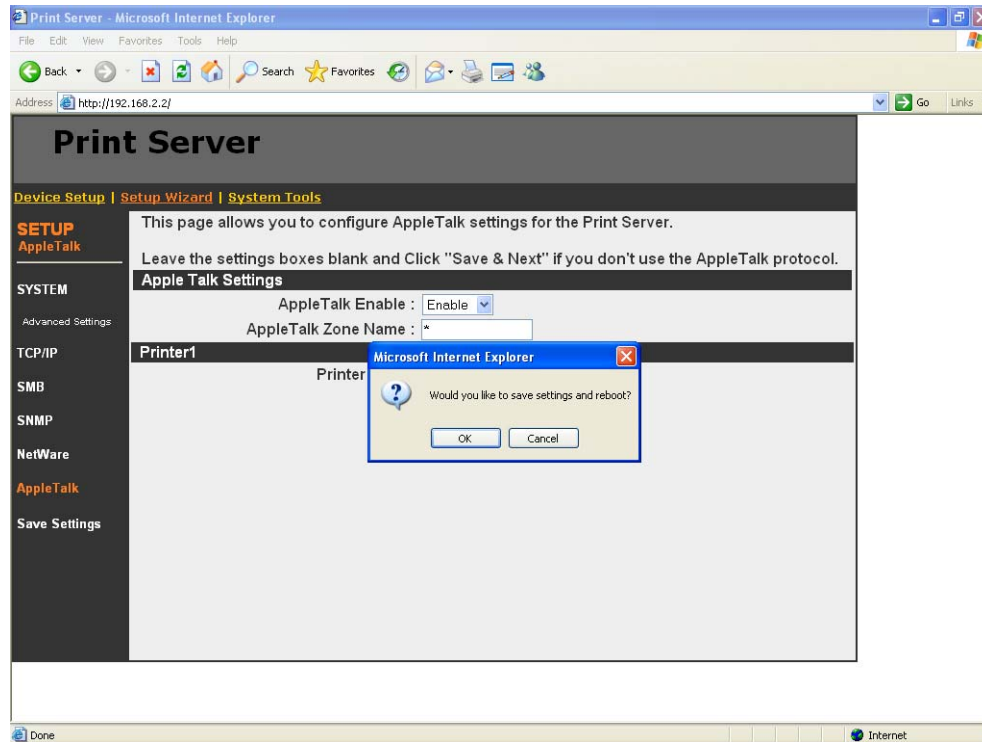 Print Server - Microsoft Internet Explorer
File Edit View Favorites Tools Help
Back Search Favorites
Address http://192.168.2.2/ Go Links
Print Server
Device Setup | Setup Wizard | System Tools
SETUP
AppleTalk
SYSTEM
Advanced Settings
TCP/IP
SMB
SNMP
NetWare
AppleTalk
Save Settings
This page allows you to configure AppleTalk settings for the Print Server.
Leave the settings boxes blank and Click "Save & Next" if you don't use the AppleTalk protocol.
Apple Talk Settings
AppleTalk Enable : Enable
AppleTalk Zone Name : *
Printer1
Printer
Microsoft Internet Explorer
Would you like to save settings and reboot?
OK Cancel
Done Internet